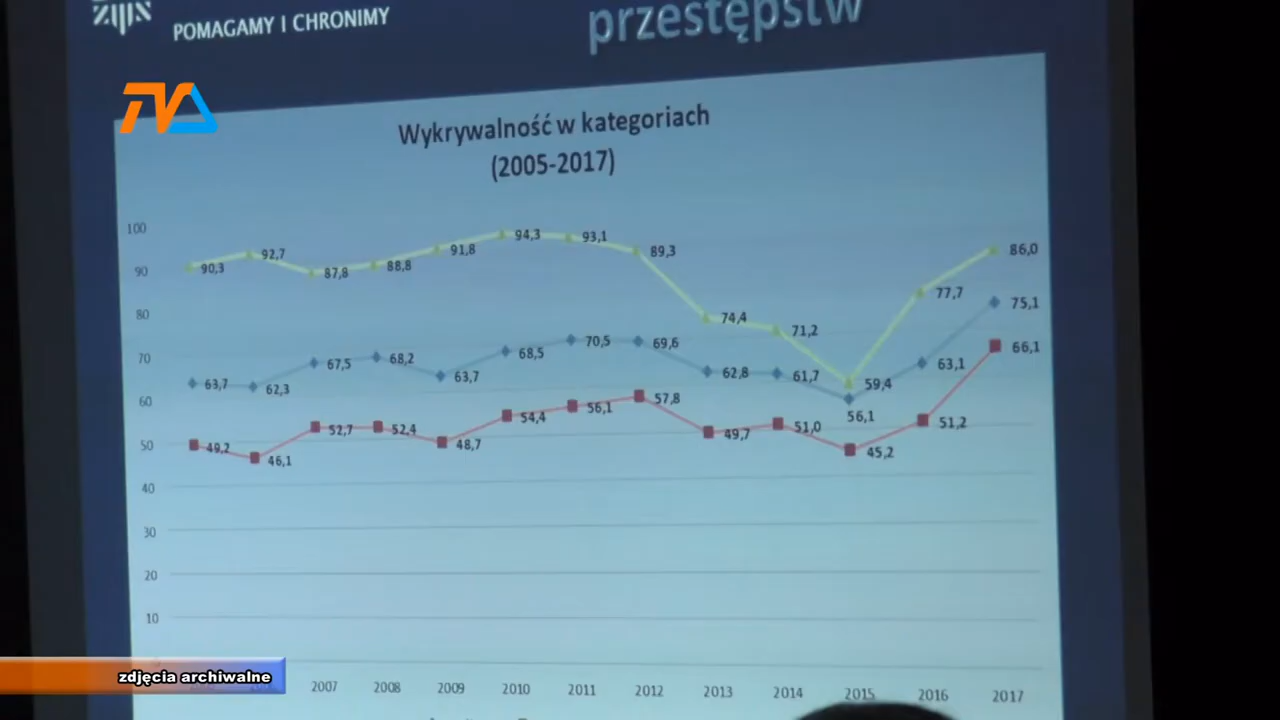 POMAGAMY I CHRONIMY
przestępstw
TVA
Wykrywalność w kategoriach
(2005-2017)
100
90
80
70
60
50
40
30
20
10
90,3 92,7 87,8 88,8 91,8 94,3 93,1 89,3 74,4 71,2 59,4 77,7 86,0
63,7 62,3 67,5 68,2 63,7 68,5 70,5 69,6 62,8 61,7 56,1 63,1 75,1
49,2 46,1 52,7 52,4 48,7 54,4 56,1 57,8 49,7 51,0 45,2 51,2 66,1
2007 2008 2009 2010 2011 2012 2013 2014 2015 2016 2017
zdjęcia archiwalne